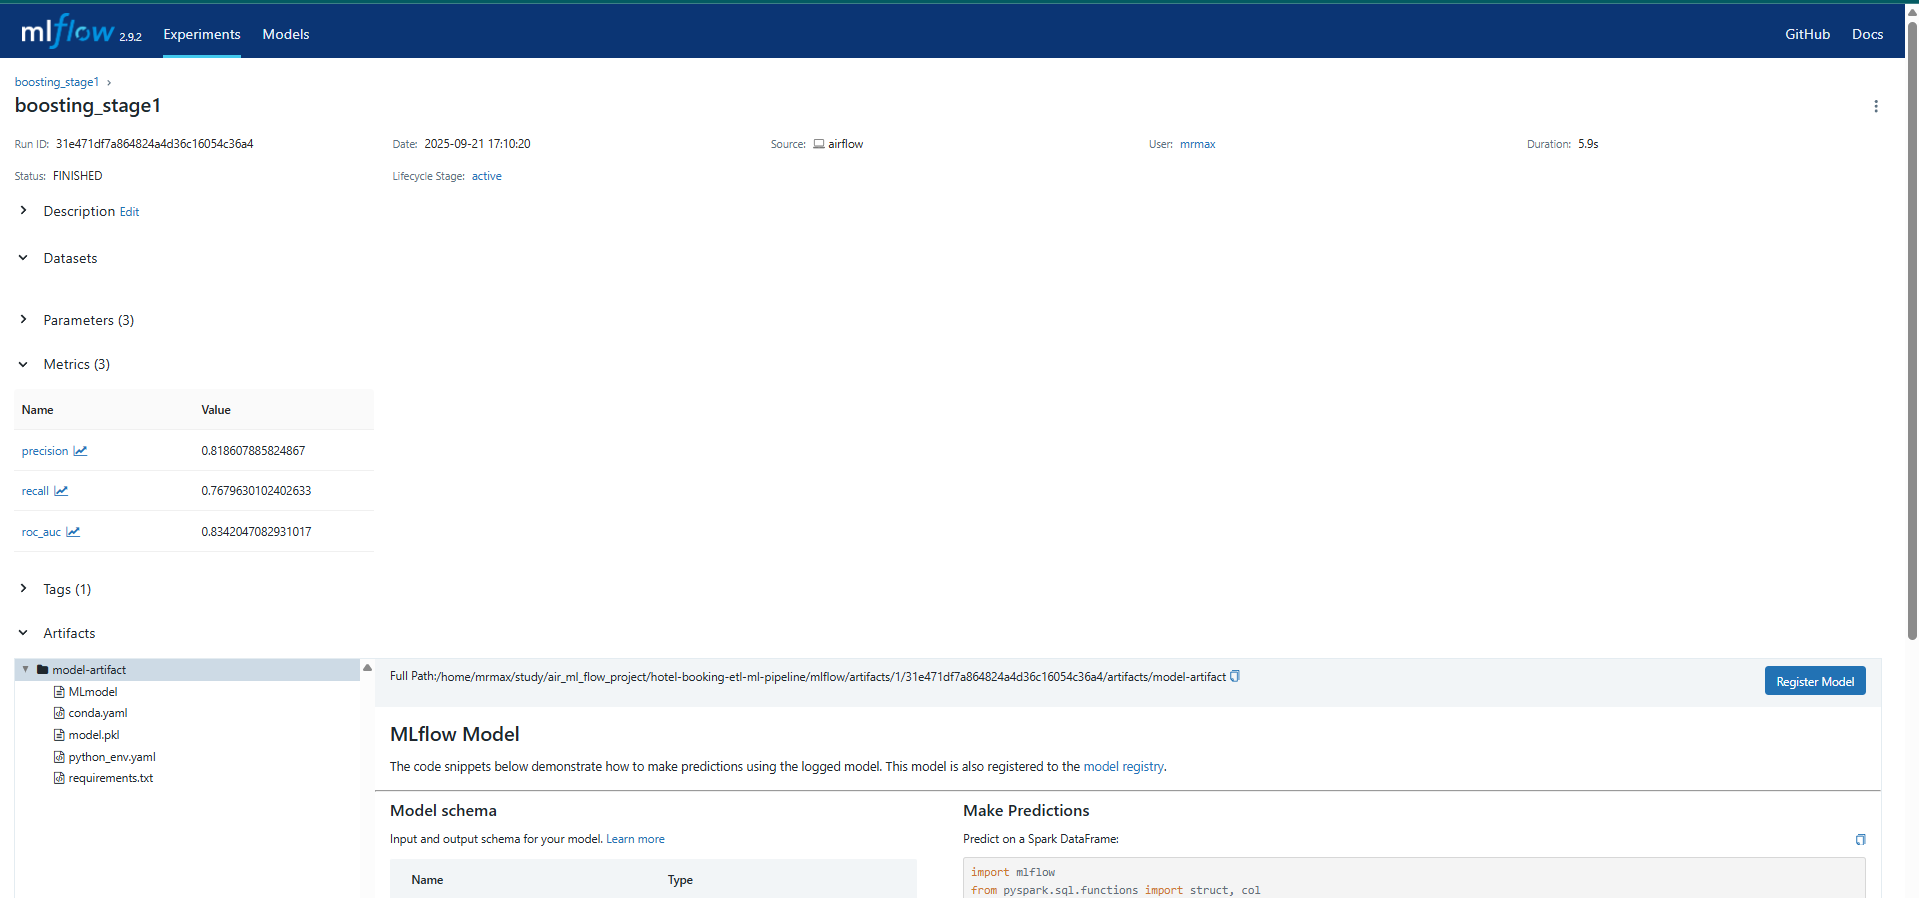 mlflow 2.9.2 Experiments Models GitHub Docs
boosting_stage1 ›
boosting_stage1
Run ID: 31e471df7a864824a4d36c16054c36a4 Date: 2025-09-21 17:10:20 Source: airflow User: mrmax Duration: 5.9s
Status: FINISHED Lifecycle Stage: active
Description Edit
Datasets
Parameters (3)
Metrics (3)
Name Value
precision 0.818607885824867
recall 0.7679630102402633
roc_auc 0.8342047082931017
Tags (1)
Artifacts
model-artifact
MLmodel
conda.yaml
model.pkl
python_env.yaml
requirements.txt
Full Path:/home/mrmax/study/air_ml_flow_project/hotel-booking-etl-ml-pipeline/mlflow/artifacts/1/31e471df7a864824a4d36c16054c36a4/artifacts/model-artifact
Register Model
MLflow Model
The code snippets below demonstrate how to make predictions using the logged model. This model is also registered to the model registry.
Model schema
Input and output schema for your model. Learn more
Name Type
Make Predictions
Predict on a Spark DataFrame:
import mlflow
from pyspark.sql.functions import struct, col